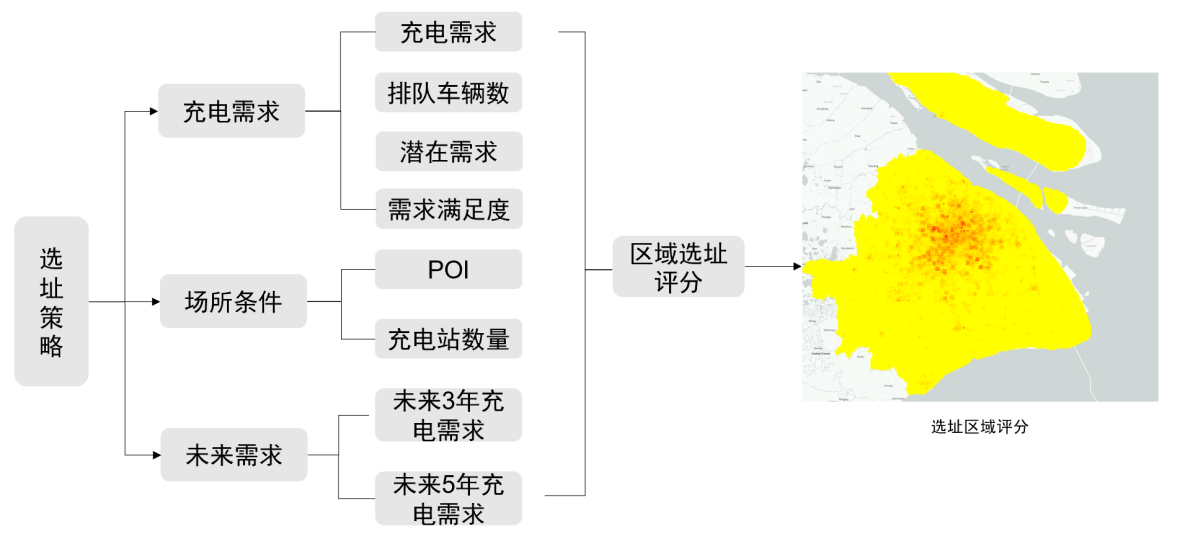 选
址
策
略
充电需求
充电需求
排队车辆数
潜在需求
需求满足度
场所条件
POI
充电站数量
未来需求
未来3年充
电需求
未来5年充
电需求
区域选址
评分
选址区域评分